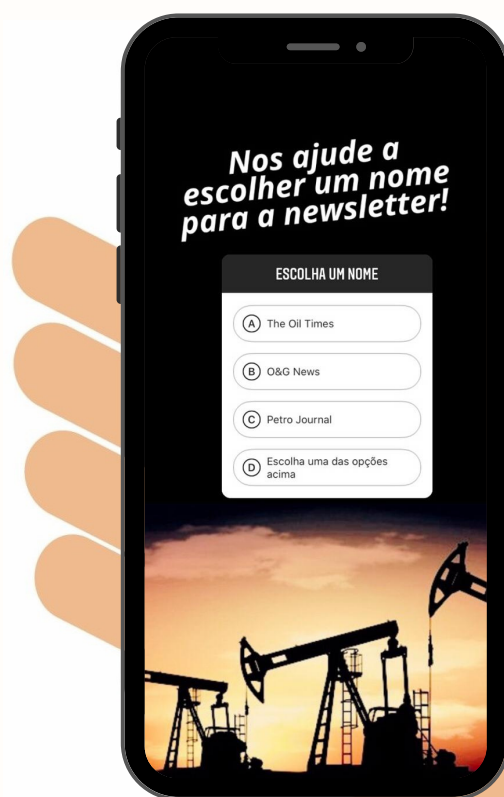 Nos ajude a
escolher um nome
para a newsletter!
ESCOLHA UM NOME
A The Oil Times
B O&G News
C Petro Journal
D Escolha uma das opções
acima